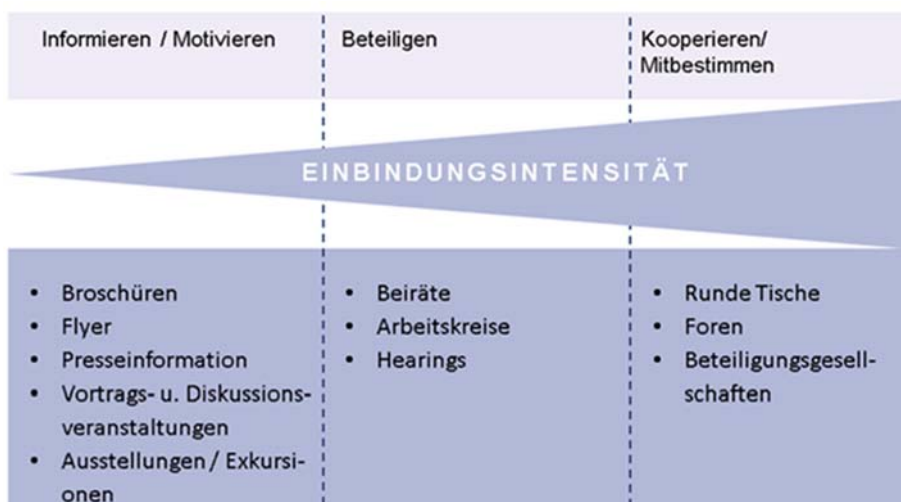 Informieren / Motivieren
Beteiligen
Kooperieren/
Mitbestimmen
EINBINDUNGSINTENSITÄT
• Broschüren
• Flyer
• Presseinformation
• Vortrags- u. Diskussions-
veranstaltungen
• Ausstellungen / Exkursi-
onen
• Beiräte
• Arbeitskreise
• Hearings
• Runde Tische
• Foren
• Beteiligungsgesell-
schaften